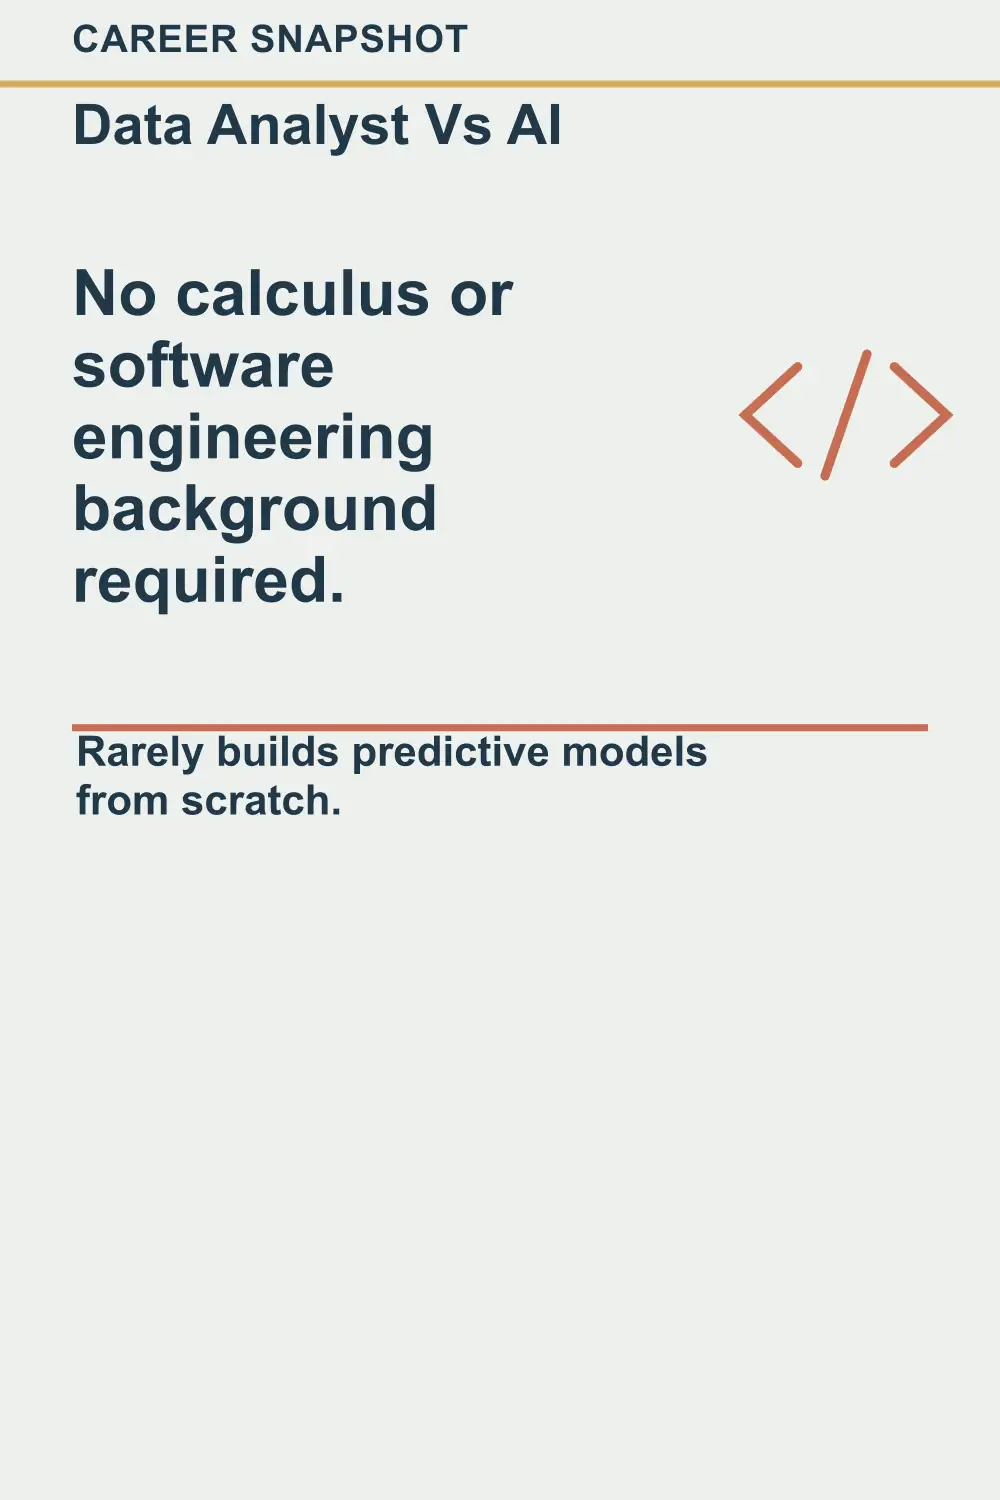 CAREER SNAPSHOT
Data Analyst Vs AI
No calculus or
software
engineering
background
required.
Rarely builds predictive models
from scratch.